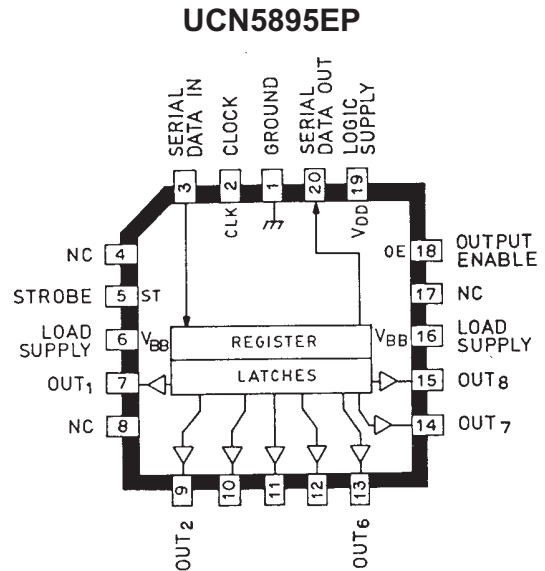 UCN5895EP
SERIAL
DATA IN
CLOCK
GROUND
SERIAL
DATA OUT
LOGIC
SUPPLY
3
2
1
20
19
CLK
VDD
NC
4
OE
18
OUTPUT
ENABLE
STROBE
5
ST
17
NC
LOAD
SUPPLY
6
VBB
REGISTER
VBB
16
LOAD
SUPPLY
OUT1
7
LATCHES
15
OUT8
NC
8
14
OUT7
9
10
11
12
13
OUT2
OUT6